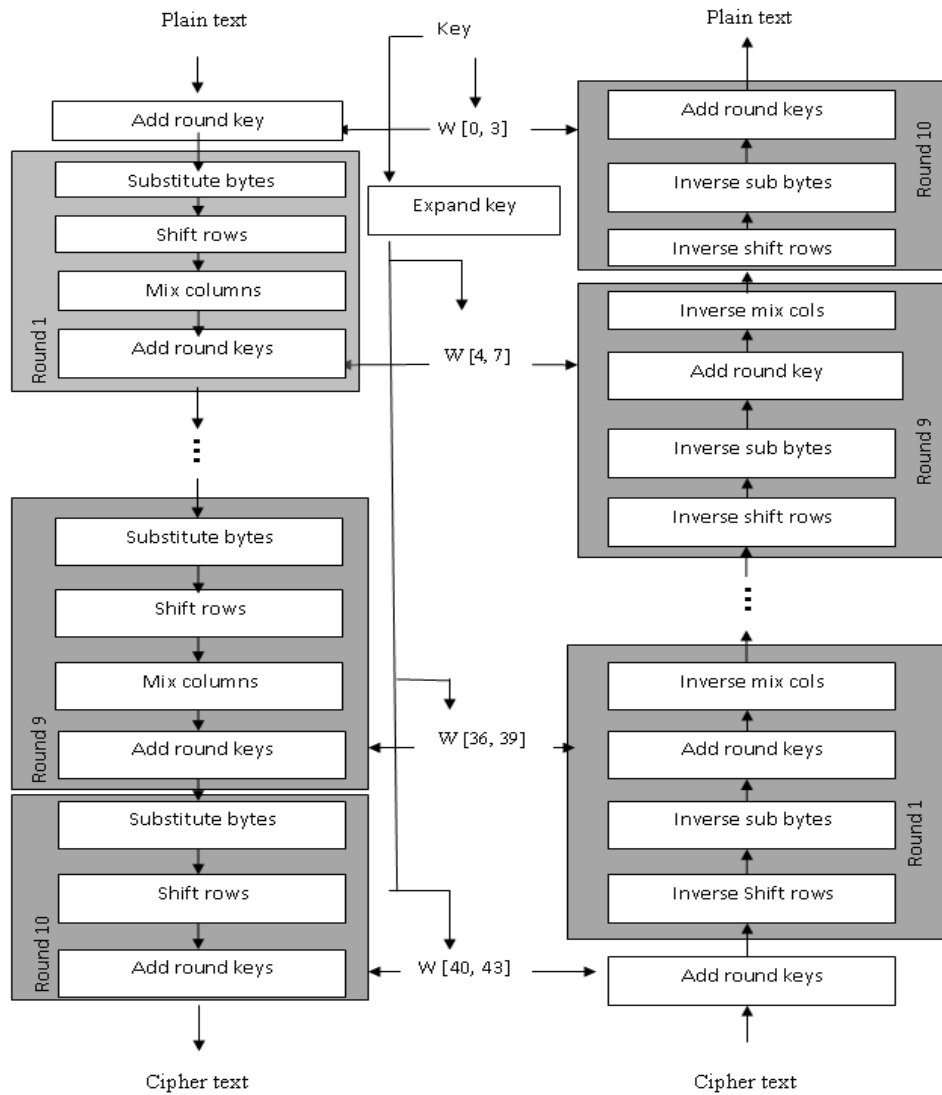 Plain text
Add round key
Round 1
Substitute bytes
Shift rows
Mix columns
Add round keys
...
Round 9
Substitute bytes
Shift rows
Mix columns
Add round keys
Round 10
Substitute bytes
Shift rows
Add round keys
Cipher text
Key
W [0, 3]
Expand key
W [4, 7]
W [36, 39]
W [40, 43]
Plain text
Round 10
Add round keys
Inverse sub bytes
Inverse shift rows
Round 9
Inverse mix cols
Add round key
Inverse sub bytes
Inverse shift rows
...
Round 1
Inverse mix cols
Add round keys
Inverse sub bytes
Inverse Shift rows
Add round keys
Cipher text